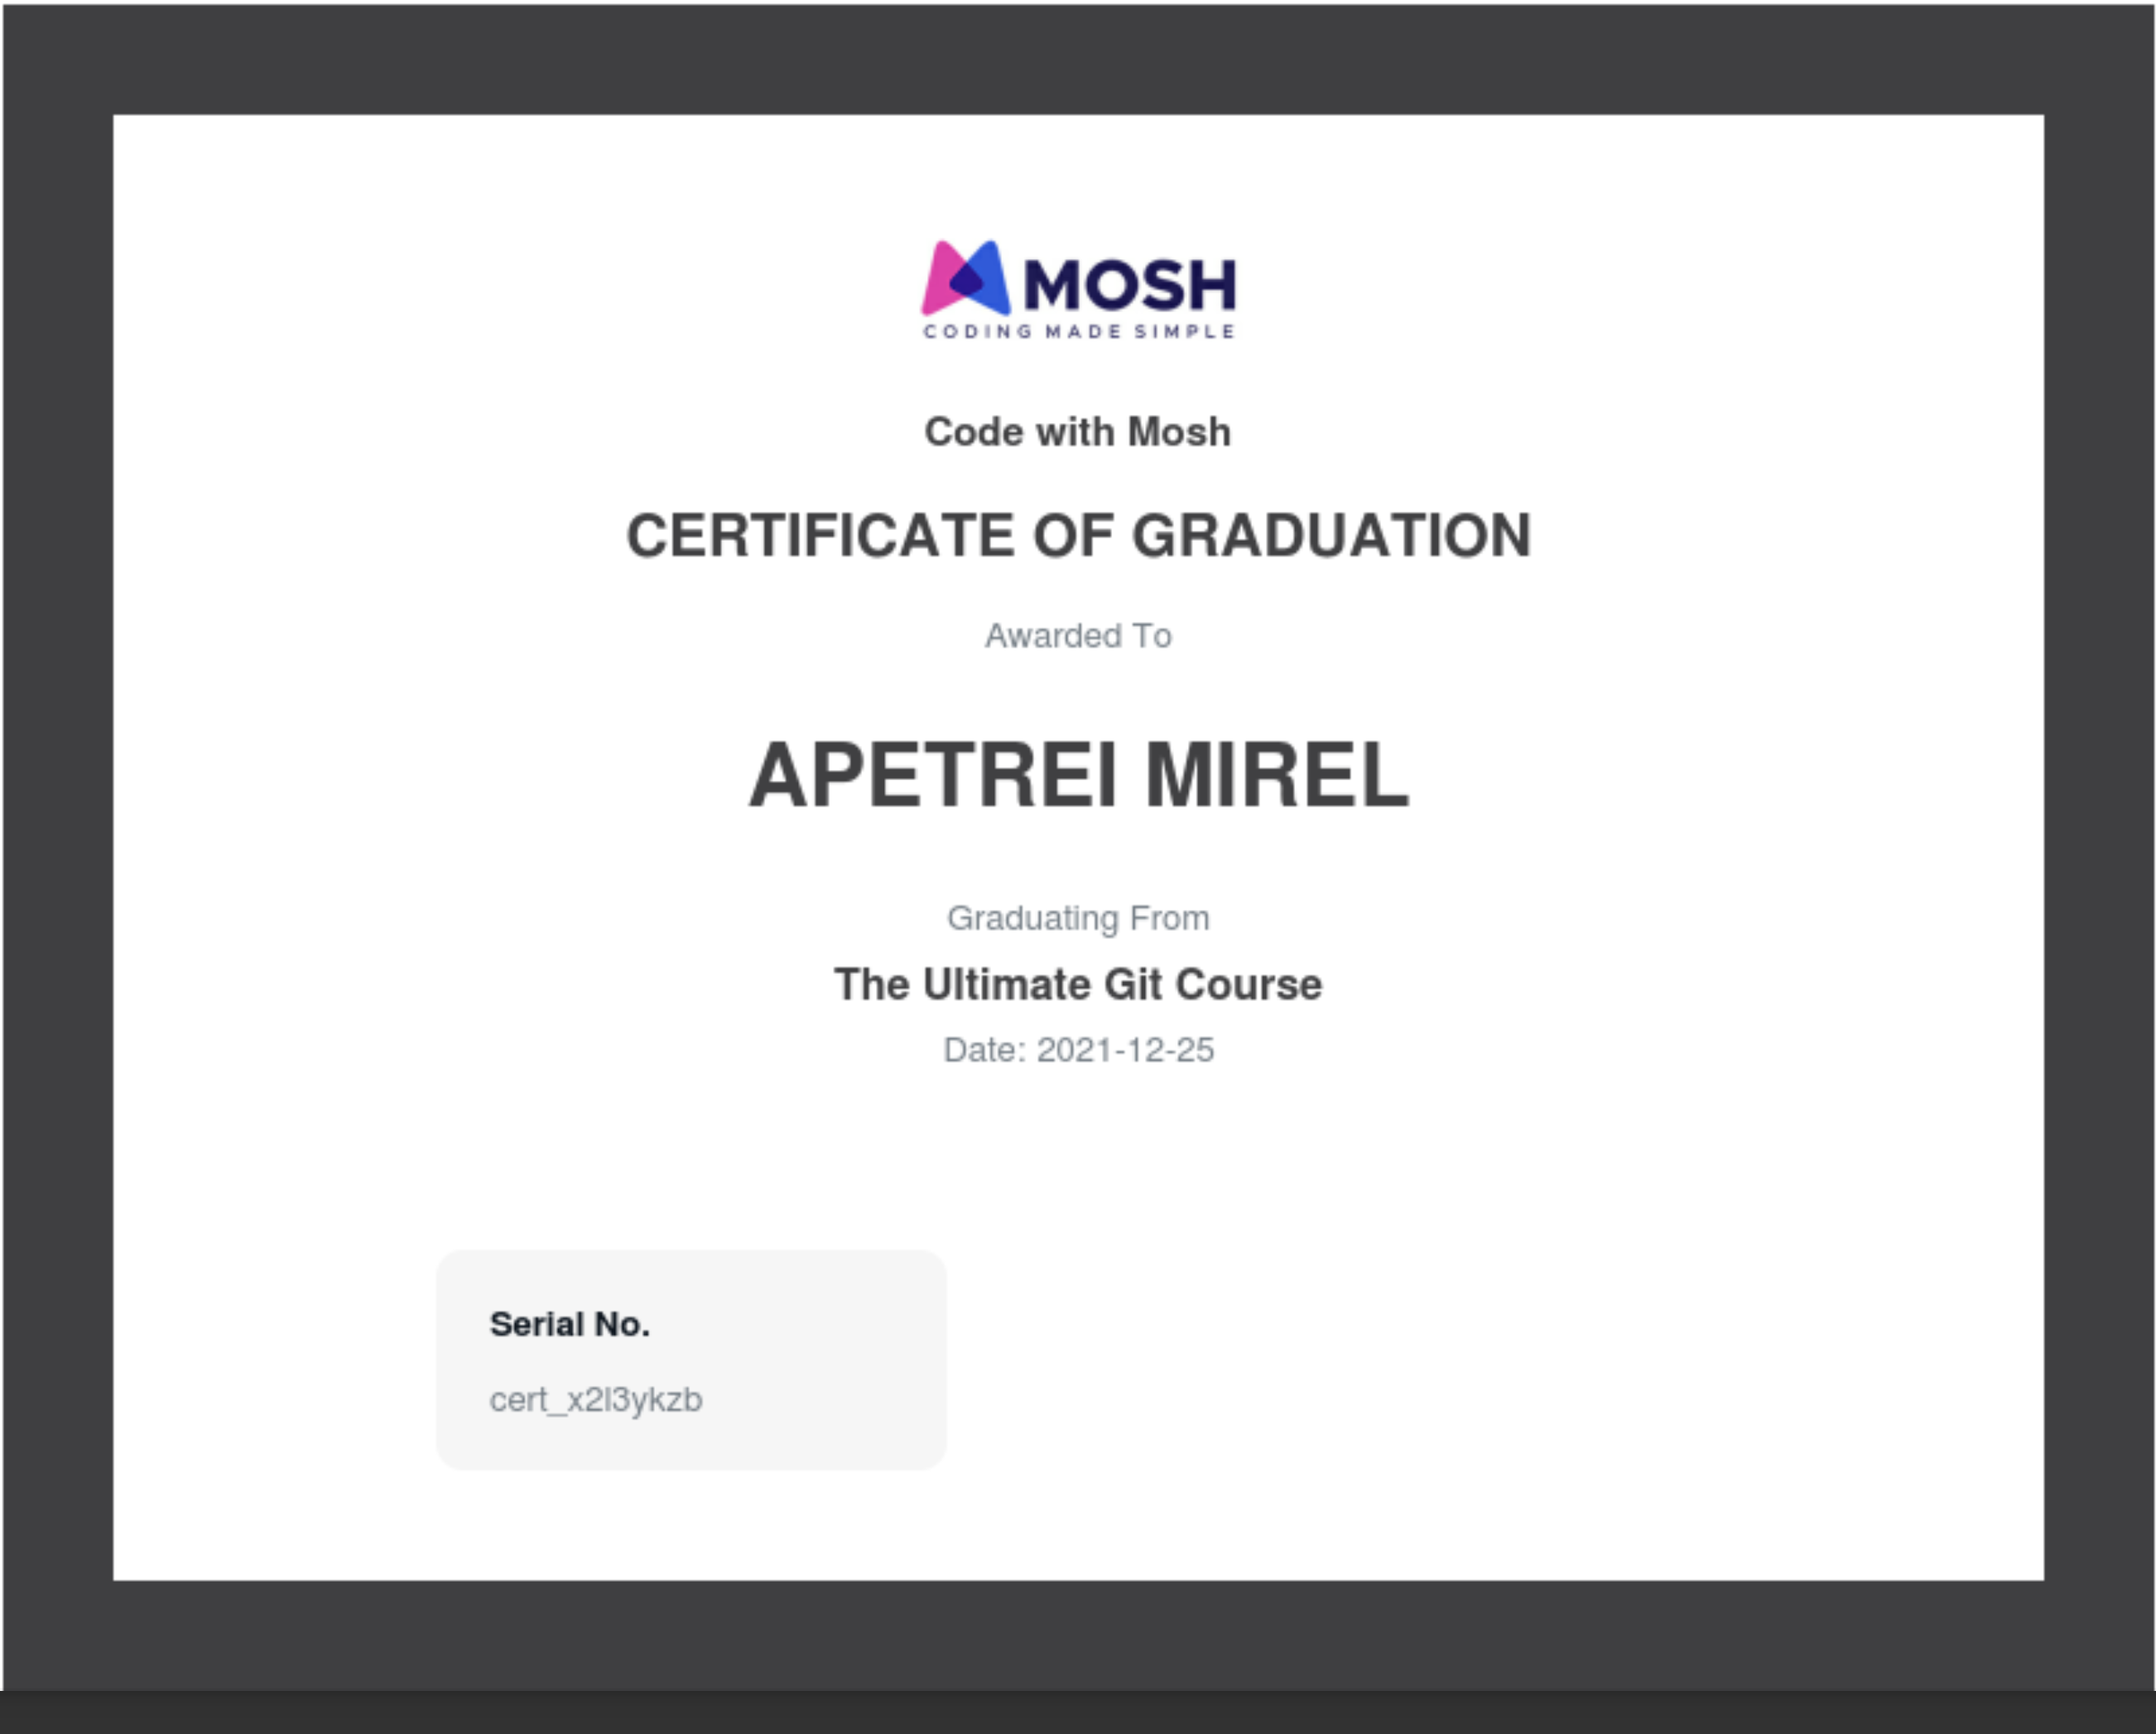 MOSH
CODING MADE SIMPLE
Code with Mosh
CERTIFICATE OF GRADUATION
Awarded To
APETREI MIREL
Graduating From
The Ultimate Git Course
Date: 2021-12-25
Serial No.
cert_x2l3ykzb